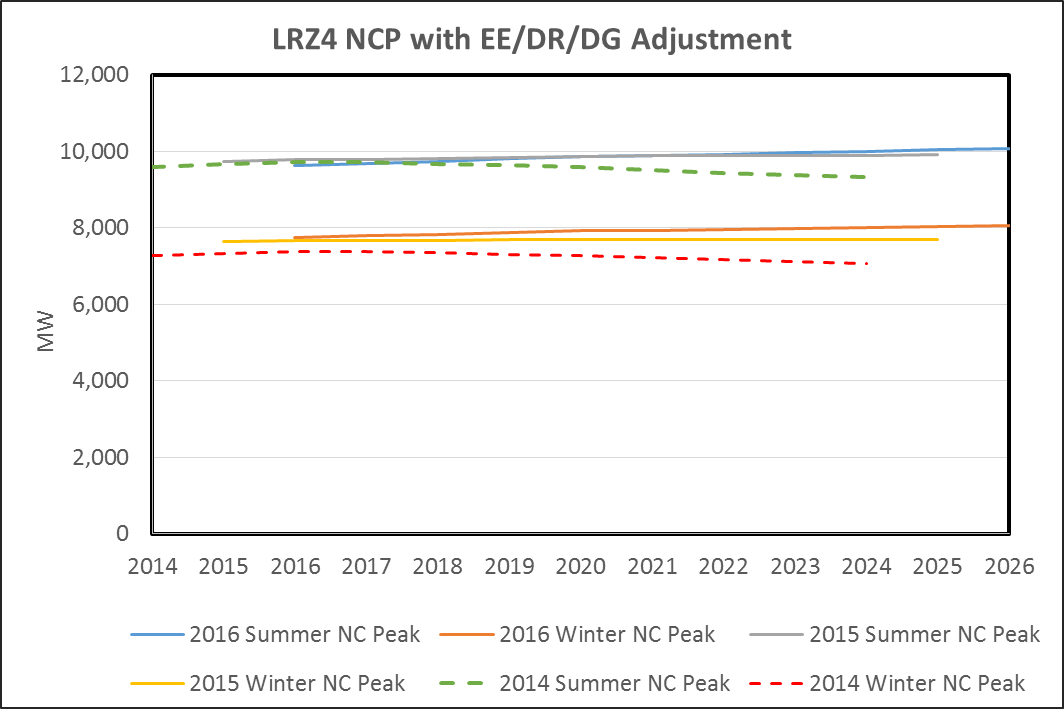 LRZ4 NCP with EE/DR/DG Adjustment
12,000
10,000
8,000
6,000
4,000
2,000
0
MW
2014 2015 2016 2017 2018 2019 2020 2021 2022 2023 2024 2025 2026
2016 Summer NC Peak 2016 Winter NC Peak 2015 Summer NC Peak
2015 Winter NC Peak 2014 Summer NC Peak 2014 Winter NC Peak